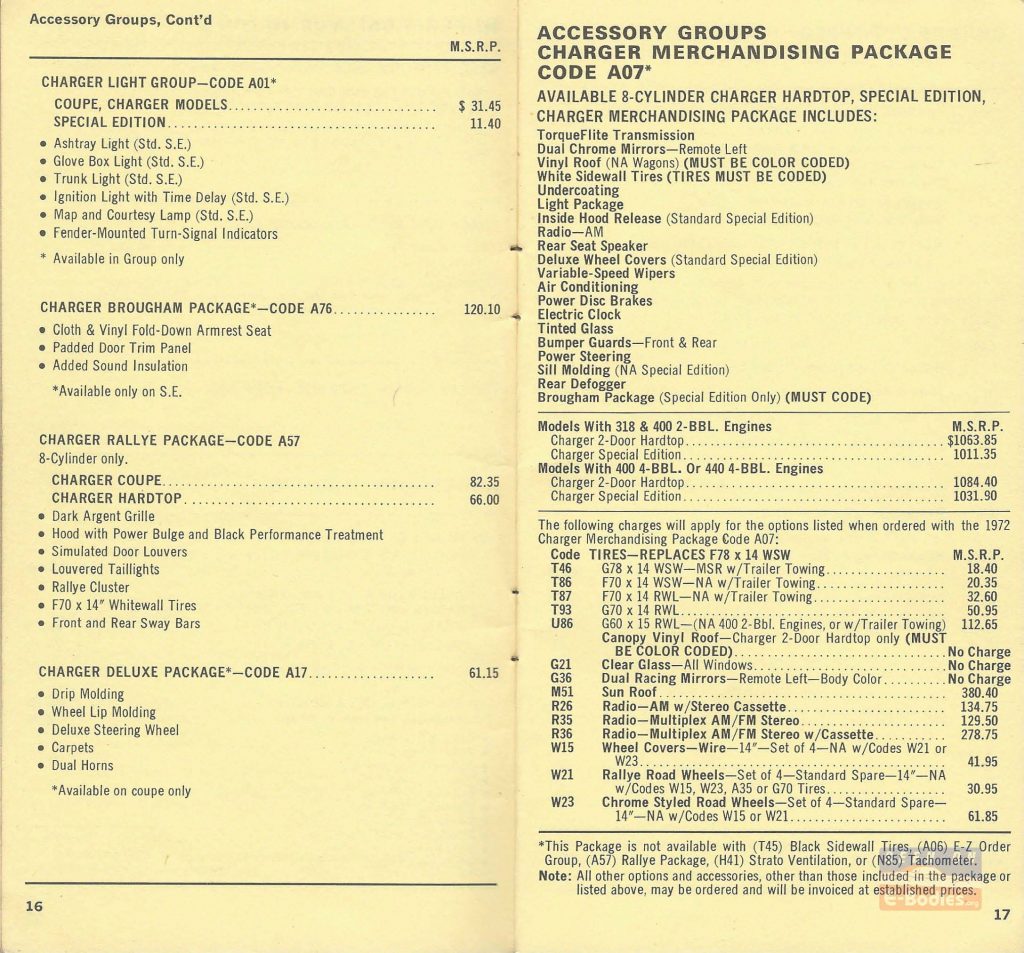 Accessory Groups, Cont'd
M.S.R.P.
CHARGER LIGHT GROUP—CODE A01*
COUPE, CHARGER MODELS................................ $ 31.45
SPECIAL EDITION........................................ 11.40
• Ashtray Light (Std. S.E.)
• Glove Box Light (Std. S.E.)
• Trunk Light (Std. S.E.)
• Ignition Light with Time Delay (Std. S.E.)
• Map and Courtesy Lamp (Std. S.E.)
• Fender-Mounted Turn-Signal Indicators
* Available in Group only
CHARGER BROUGHAM PACKAGE*—CODE A76................ 120.10
• Cloth & Vinyl Fold-Down Armrest Seat
• Padded Door Trim Panel
• Added Sound Insulation
*Available only on S.E.
CHARGER RALLYE PACKAGE—CODE A57
8-Cylinder only.
CHARGER COUPE.......................................... 82.35
CHARGER HARDTOP...................................... 66.00
• Dark Argent Grille
• Hood with Power Bulge and Black Performance Treatment
• Simulated Door Louvers
• Louvered Taillights
• Rallye Cluster
• F70 x 14" Whitewall Tires
• Front and Rear Sway Bars
CHARGER DELUXE PACKAGE*—CODE A17................... 61.15
• Drip Molding
• Wheel Lip Molding
• Deluxe Steering Wheel
• Carpets
• Dual Horns
*Available on coupe only
16
ACCESSORY GROUPS
CHARGER MERCHANDISING PACKAGE
CODE A07*
AVAILABLE 8-CYLINDER CHARGER HARDTOP, SPECIAL EDITION,
CHARGER MERCHANDISING PACKAGE INCLUDES:
TorqueFlite Transmission
Dual Chrome Mirrors—Remote Left
Vinyl Roof (NA Wagons) (MUST BE COLOR CODED)
White Sidewall Tires (TIRES MUST BE CODED)
Undercoating
Light Package
Inside Hood Release (Standard Special Edition)
Radio—AM
Rear Seat Speaker
Deluxe Wheel Covers (Standard Special Edition)
Variable-Speed Wipers
Air Conditioning
Power Disc Brakes
Electric Clock
Tinted Glass
Bumper Guards—Front & Rear
Power Steering
Sill Molding (NA Special Edition)
Rear Defogger
Brougham Package (Special Edition Only) (MUST CODE)
Models With 318 & 400 2-BBL. Engines M.S.R.P.
Charger 2-Door Hardtop....................................... $1063.85
Charger Special Edition....................................... 1011.35
Models With 400 4-BBL. Or 440 4-BBL. Engines
Charger 2-Door Hardtop....................................... 1084.40
Charger Special Edition....................................... 1031.90
The following charges will apply for the options listed when ordered with the 1972
Charger Merchandising Package Code A07:
Code TIRES—REPLACES F78 x 14 WSW M.S.R.P.
T46 G78 x 14 WSW—MSR w/Trailer Towing.................. 18.40
T86 F70 x 14 WSW—NA w/Trailer Towing................... 20.35
T87 F70 x 14 RWL—NA w/Trailer Towing.................... 32.60
T93 G70 x 14 RWL........................................ 50.95
U86 G60 x 15 RWL—(NA 400 2-Bbl. Engines, or w/Trailer Towing) 112.65
Canopy Vinyl Roof—Charger 2-Door Hardtop only (MUST
BE COLOR CODED)................................ No Charge
G21 Clear Glass—All Windows............................. No Charge
G36 Dual Racing Mirrors—Remote Left—Body Color......... No Charge
M51 Sun Roof........................................... 380.40
R26 Radio—AM w/Stereo Cassette......................... 134.75
R35 Radio—Multiplex AM/FM Stereo....................... 129.50
R36 Radio—Multiplex AM/FM Stereo w/Cassette........... 278.75
W15 Wheel Covers—Wire—14"—Set of 4—NA w/Codes W21 or
W23............................................. 41.95
W21 Rallye Road Wheels—Set of 4—Standard Spare—14"—NA
w/Codes W15, W23, A35 or G70 Tires................. 30.95
W23 Chrome Styled Road Wheels—Set of 4—Standard Spare—
14"—NA w/Codes W15 or W21........................ 61.85
*This Package is not available with (T45) Black Sidewall Tires, (A06) E-Z Order
Group, (A57) Rallye Package, (H41) Strato Ventilation, or (N85) Tachometer.
Note: All other options and accessories, other than those included in the package or
listed above, may be ordered and will be invoiced at established prices.
e-Bodies.org
17